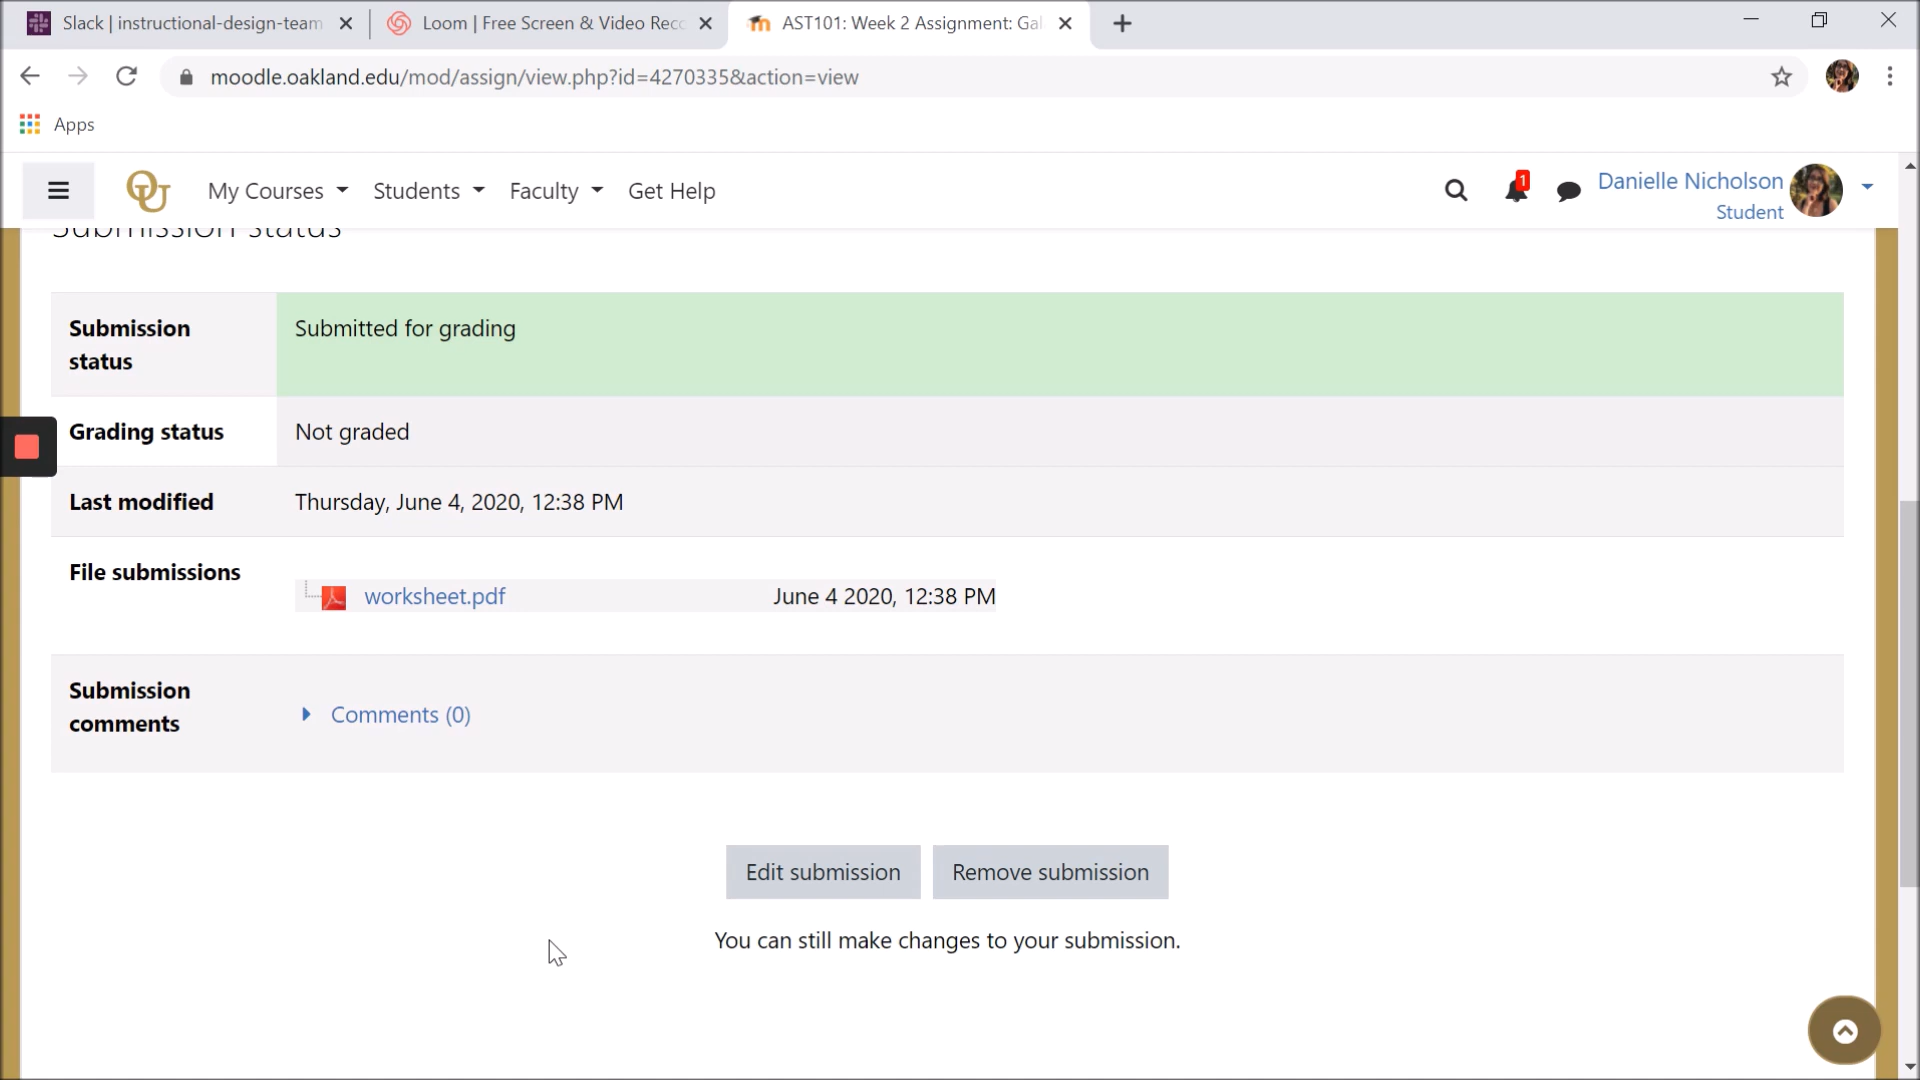 Slack | instructional-design-team
Loom | Free Screen & Video Reco
AST101: Week 2 Assignment: Gal
moodle.oakland.edu/mod/assign/view.php?id=4270335&action=view
Apps
OU
My Courses
Students
Faculty
Get Help
1
Danielle Nicholson
Student
Submission status
Submission
status
Submitted for grading
Grading status
Not graded
Last modified
Thursday, June 4, 2020, 12:38 PM
File submissions
worksheet.pdf
June 4 2020, 12:38 PM
Submission
comments
Comments (0)
Edit submission
Remove submission
You can still make changes to your submission.